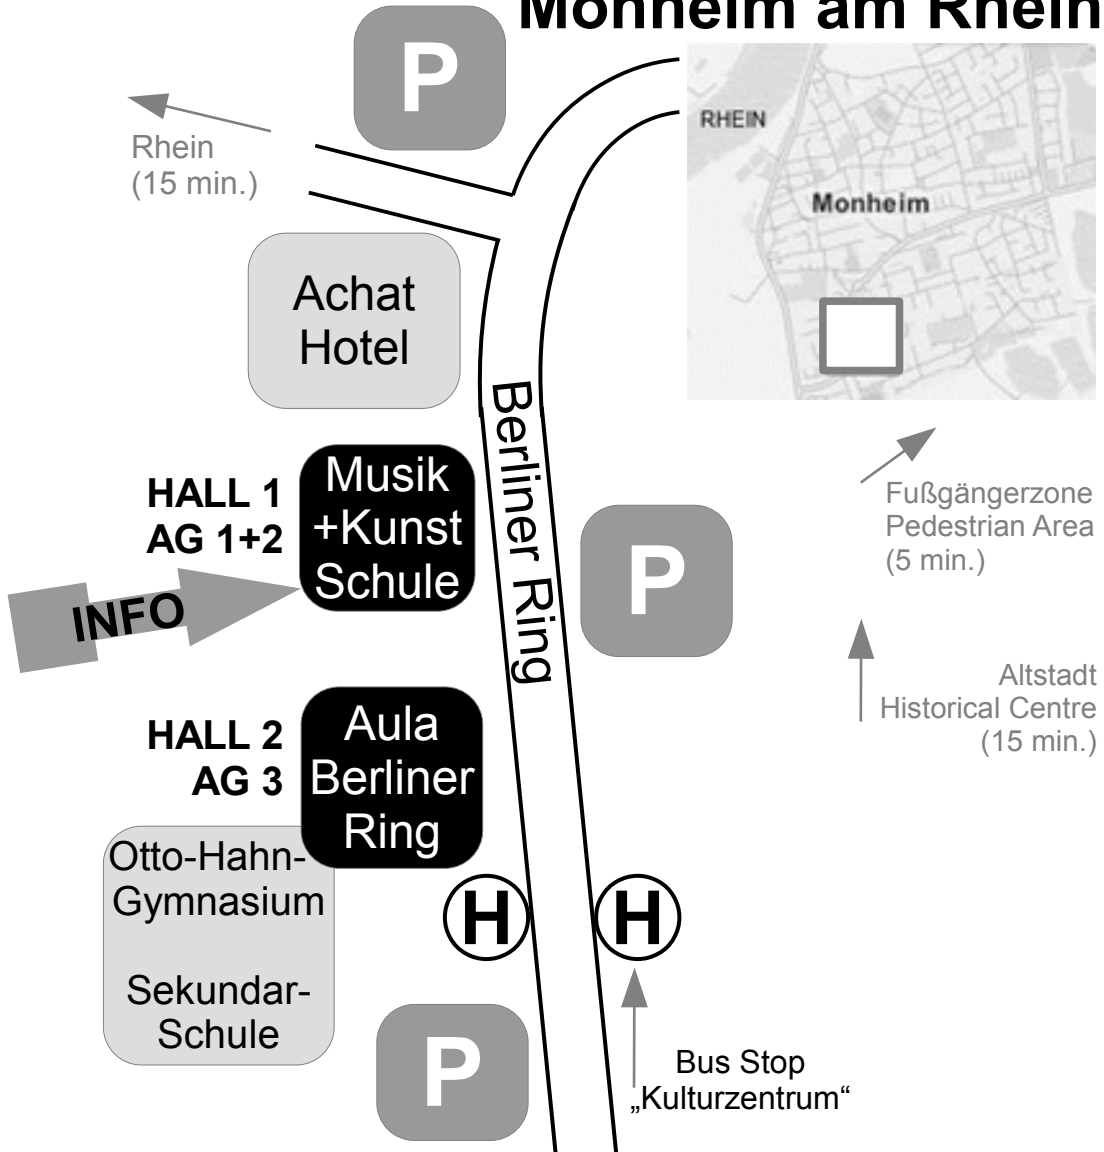 Monheim am Rhein
P
RHEIN
Rhein
(15 min.)
Monheim
Achat
Hotel
Berliner Ring
HALL 1
AG 1+2
Musik
+Kunst
Schule
INFO
P
Fußgängerzone
Pedestrian Area
(5 min.)
Altstadt
Historical Centre
(15 min.)
HALL 2
AG 3
Aula
Berliner
Ring
Otto-Hahn-
Gymnasium
Sekundar-
Schule
H
H
P
Bus Stop
„Kulturzentrum“